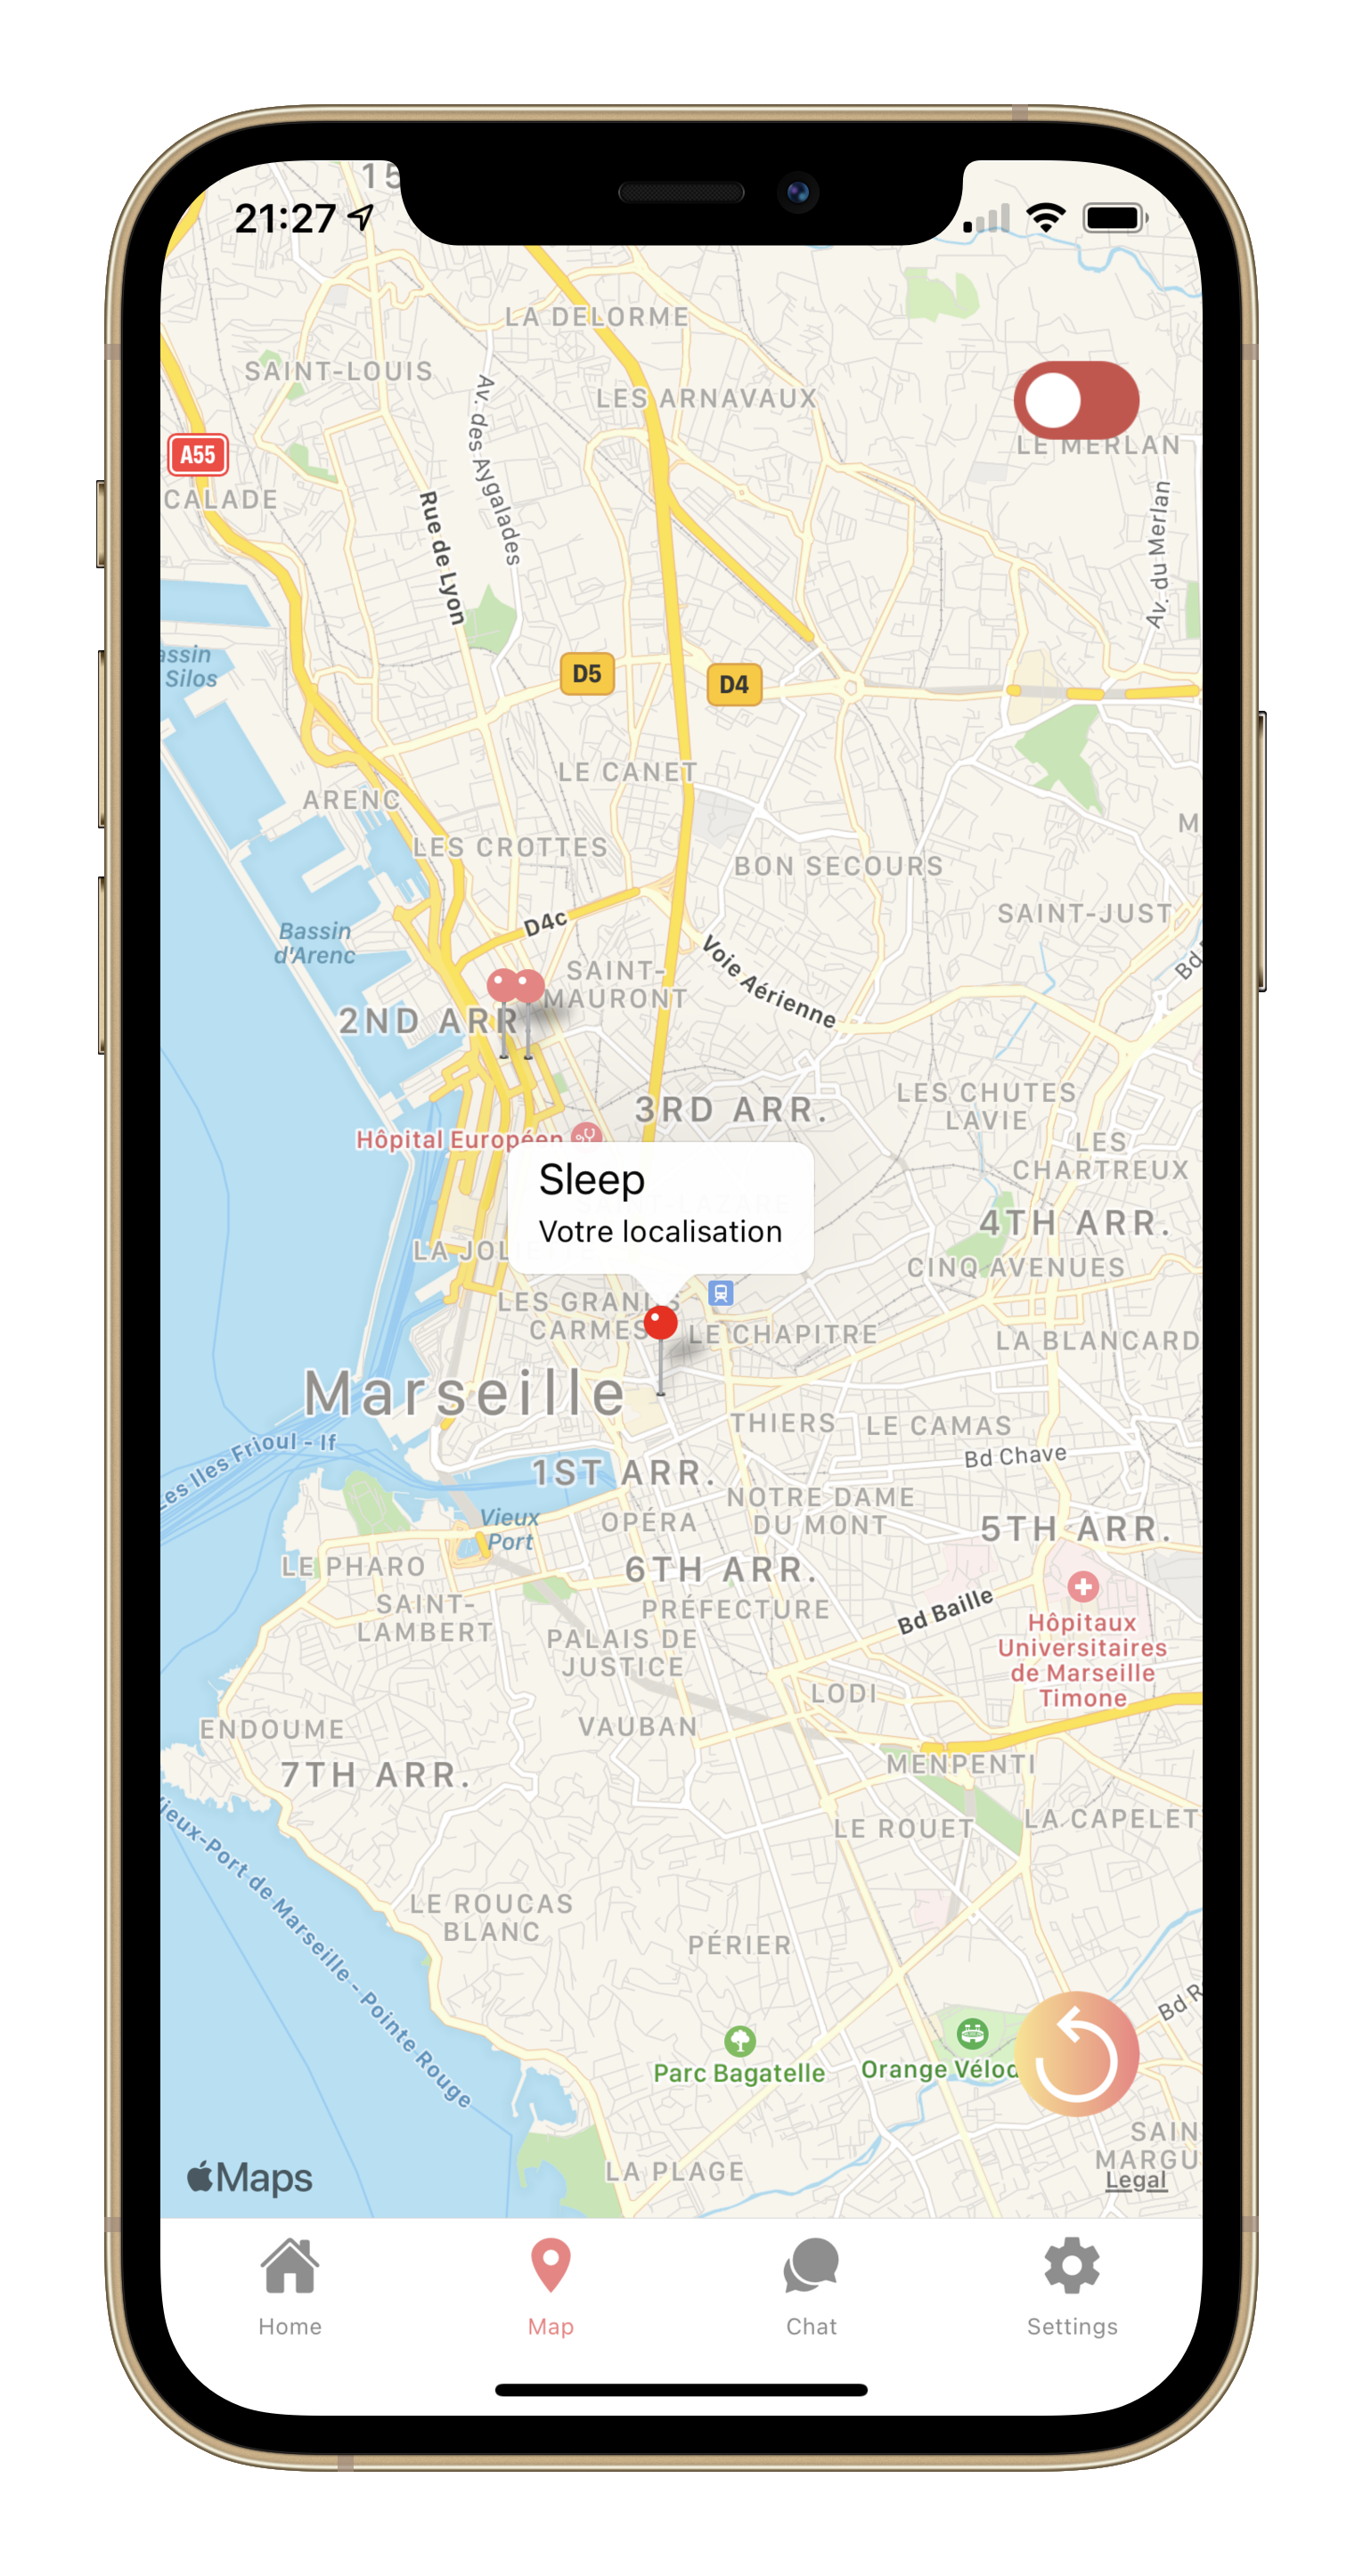 15
21:27
LA DELORME
SAINT-LOUIS
LES ARNAVAUX
LE MERLAN
A55
CALADE
Av. des Aygalades
Rue de Lyon
Av. du Merlan
assin
Silos
D5
D4
LE CANET
ARENC
LES CROTTES
M
BON SECOURS
SAINT-JUST
D4c
Bassin
d'Arenc
Voie Aérienne
Bd
SAINT-
MAURONT
2ND ARR
LES CHUTES
LAVIE
3RD ARR.
Hôpital Européen
LES
CHARTREUX
Sleep
Votre localisation
4TH ARR.
LA JOL
CINQ AVENUES
LES GRANDS
CARMES
LE CHAPITRE
LA BLANCARD
Marseille
THIERS
LE CAMAS
Les Iles Frioul - If
Bd Chave
1ST ARR.
NOTRE DAME
DU MONT
OPÉRA
Vieux
Port
5TH ARR.
LE PHARO
6TH ARR.
SAINT-
LAMBERT
PRÉFECTURE
Bd Baille
Hôpitaux
Universitaires
de Marseille
Timone
PALAIS DE
JUSTICE
LODI
ENDOUME
VAUBAN
MENPENTI
7TH ARR.
LA CAPELET
LE ROUET
Vieux-Port de Marseille - Pointe Rouge
LE ROUCAS
BLANC
PÉRIER
Bd R
Parc Bagatelle
Orange Vélod
SAIN
MARGU
LA PLAGE
Maps
Legal
Home
Map
Chat
Settings